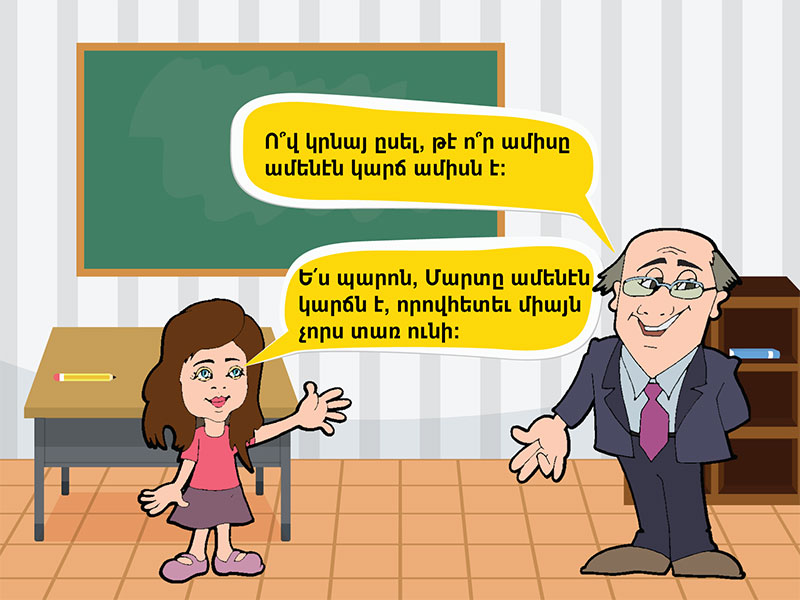 Ո՞վ կրնայ ըսել, թէ ո՞ր ամիսը
ամենէն կարճ ամիսն է:
Ե՛ս պարոն, Մարտը ամենէն
կարճն է, որովհետեւ միայն
չորս տառ ունի: